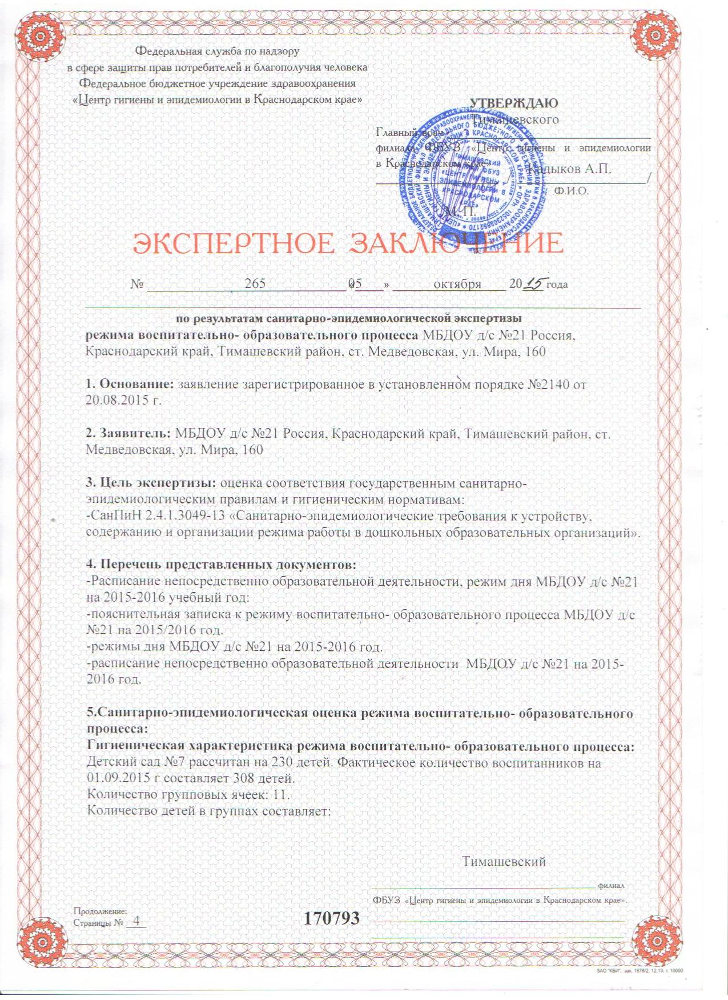 Федеральная служба по надзору
в сфере защиты прав потребителей и благополучия человека
Федеральное бюджетное учреждение здравоохранения
«Центр гигиены и эпидемиологии в Краснодарском крае»
УТВЕРЖДАЮ
Тимашевского
Главный врач
филиала ФБУЗ «Центр гигиены и эпидемиологии
в Краснодарском крае»
/ Кадыков А.П. /
Ф.И.О.
М. П.
ТИМАШЕВСКИЙ
ФИЛИАЛ ФБУЗ
«ЦЕНТР ГИГИЕНЫ И
ЭПИДЕМИОЛОГИИ В
КРАСНОДАРСКОМ
КРАЕ»
ЭКСПЕРТНОЕ ЗАКЛЮЧЕНИЕ
№ 265 «05» октября 2015 года
по результатам санитарно-эпидемиологической экспертизы
режима воспитательно- образовательного процесса МБДОУ д/с №21 Россия,
Краснодарский край, Тимашевский район, ст. Медведовская, ул. Мира, 160
1. Основание: заявление зарегистрированное в установленном порядке №2140 от
20.08.2015 г.
2. Заявитель: МБДОУ д/с №21 Россия, Краснодарский край, Тимашевский район, ст.
Медведовская, ул. Мира, 160
3. Цель экспертизы: оценка соответствия государственным санитарно-
эпидемиологическим правилам и гигиеническим нормативам:
-СанПиН 2.4.1.3049-13 «Санитарно-эпидемиологические требования к устройству,
содержанию и организации режима работы в дошкольных образовательных организаций».
4. Перечень представленных документов:
-Расписание непосредственно образовательной деятельности, режим дня МБДОУ д/с №21
на 2015-2016 учебный год:
-пояснительная записка к режиму воспитательно- образовательного процесса МБДОУ д/с
№21 на 2015/2016 год.
-режимы дня МБДОУ д/с №21 на 2015-2016 год.
-расписание непосредственно образовательной деятельности МБДОУ д/с №21 на 2015-
2016 год.
5.Санитарно-эпидемиологическая оценка режима воспитательно- образовательного
процесса:
Гигиеническая характеристика режима воспитательно- образовательного процесса:
Детский сад №7 рассчитан на 230 детей. Фактическое количество воспитанников на
01.09.2015 г составляет 308 детей.
Количество групповых ячеек: 11.
Количество детей в группах составляет:
Тимашевский
филиал
ФБУЗ «Центр гигиены и эпидемиологии в Краснодарском крае».
Продолжение:
Страницы № 4
170793
ЗАО "КБИ", зак. 1676/2, 12.13, т. 10000